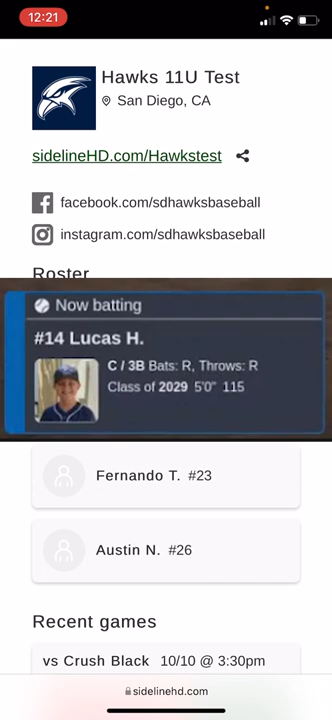 12:21
Hawks 11U Test
San Diego, CA
sidelineHD.com/Hawkstest
facebook.com/sdhawksbaseball
instagram.com/sdhawksbaseball
Roster
Now batting
#14 Lucas H.
C / 3B Bats: R, Throws: R
Class of 2029 5'0" 115
Fernando T. #23
Austin N. #26
Recent games
vs Crush Black 10/10 @ 3:30pm
sidelinehd.com